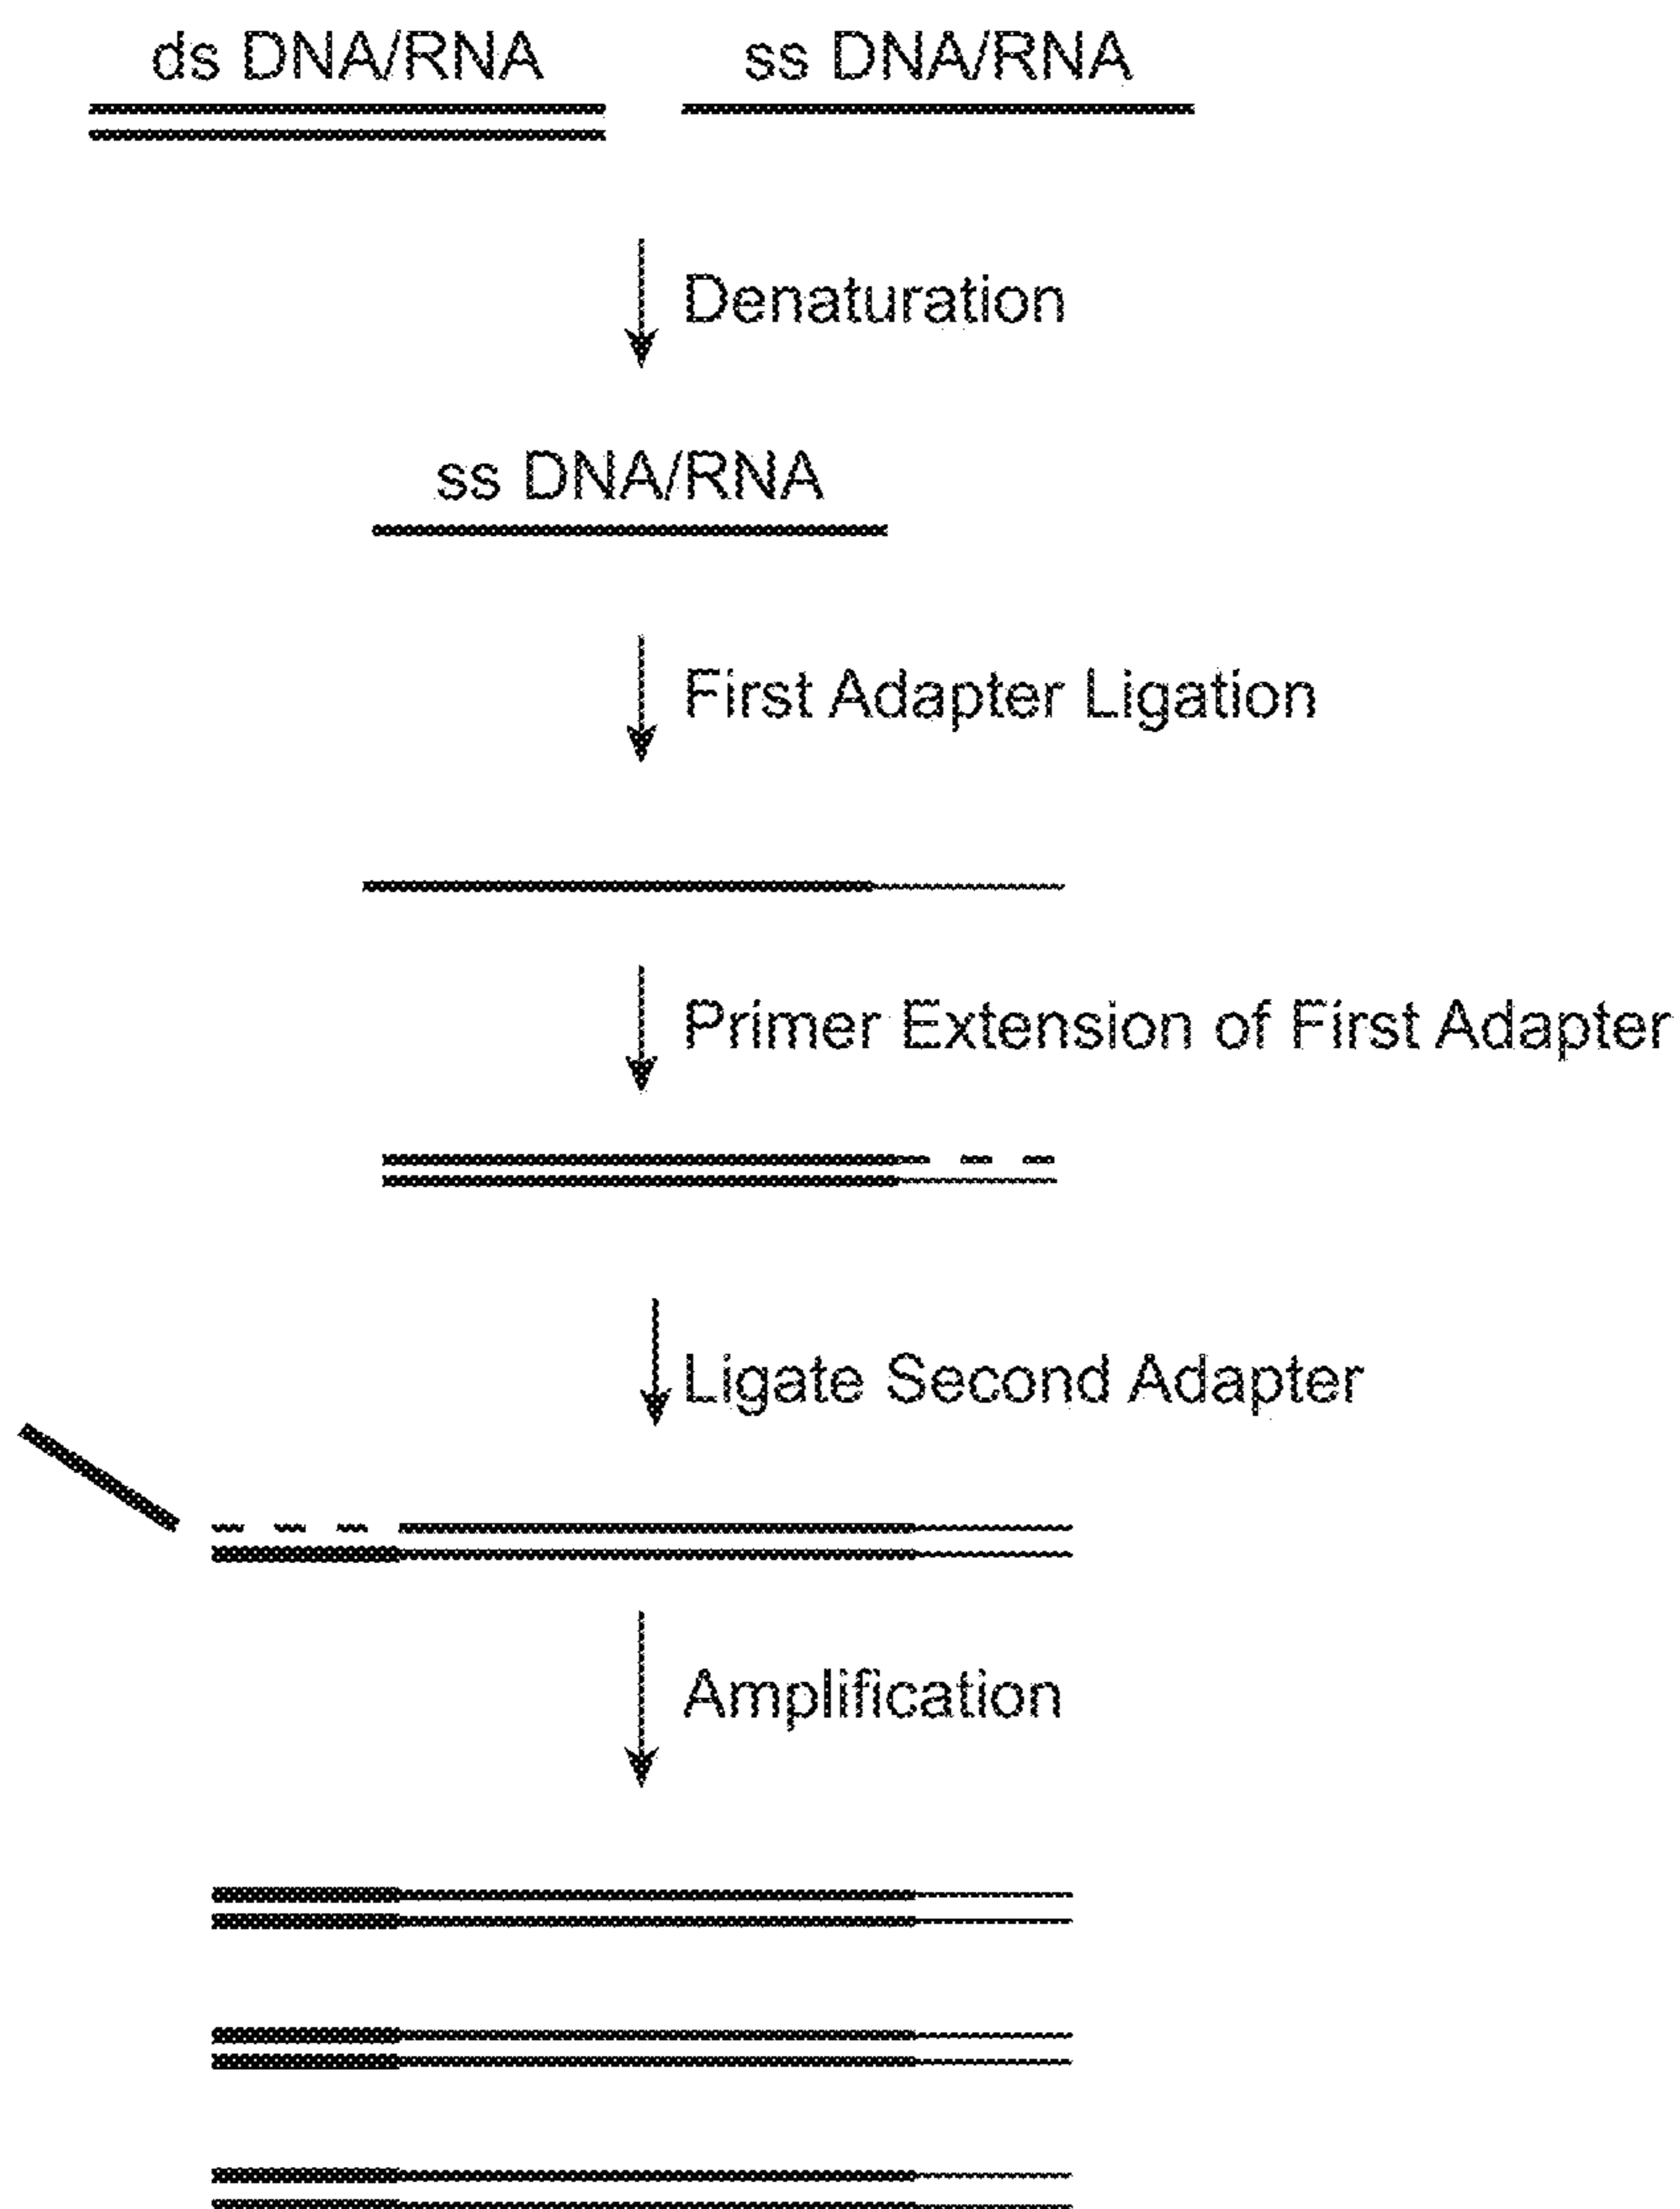 ds DNA/RNA ss DNA/RNA
Denaturation
ss DNA/RNA
First Adapter Ligation
Primer Extension of First Adapter
Ligate Second Adapter
Amplification